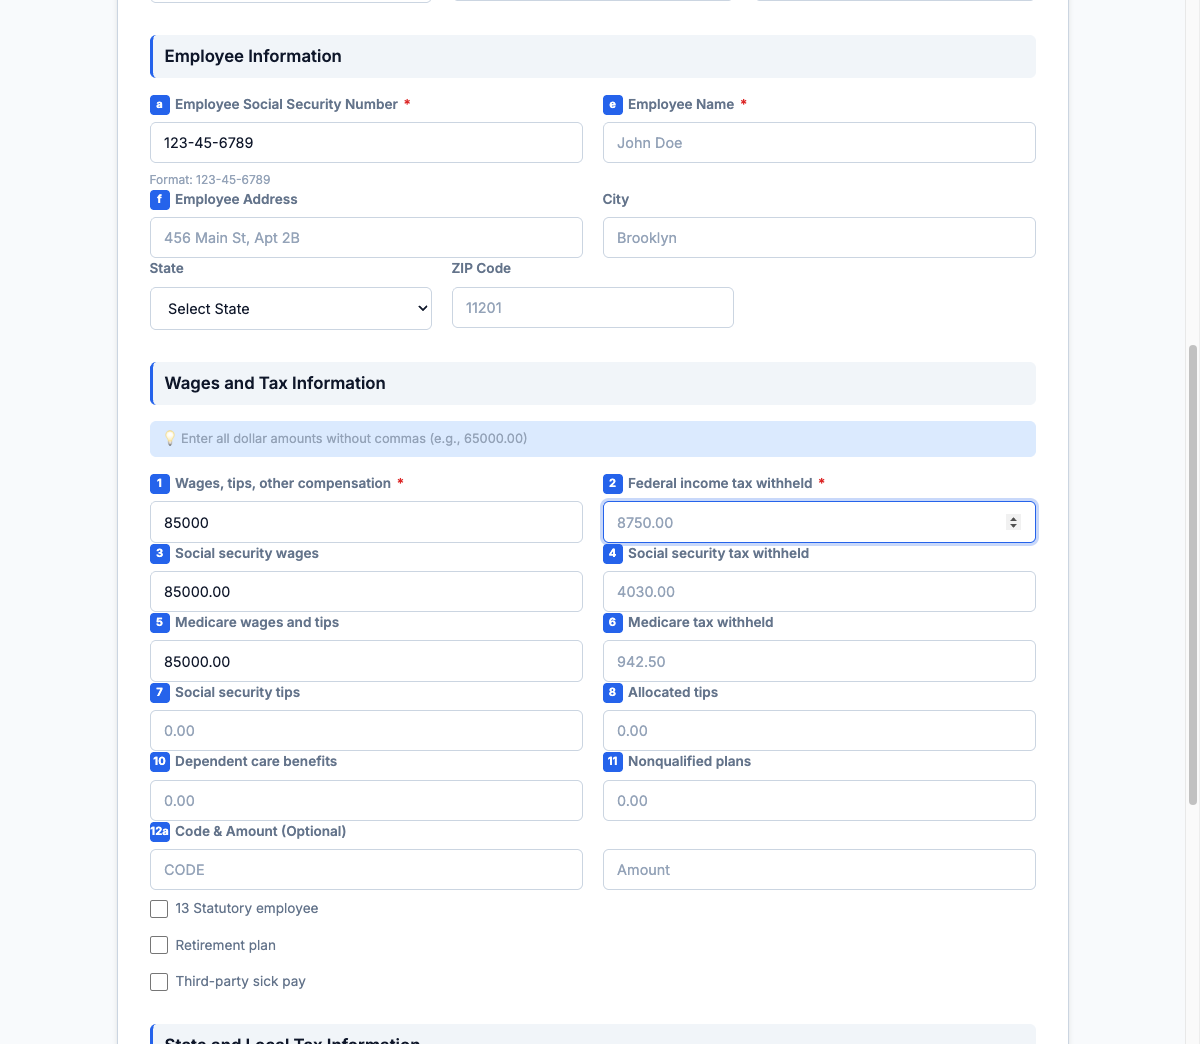 Employee Information
a Employee Social Security Number *
e Employee Name *
123-45-6789
John Doe
Format: 123-45-6789
f Employee Address
City
456 Main St, Apt 2B
Brooklyn
State
ZIP Code
Select State
11201
Wages and Tax Information
💡 Enter all dollar amounts without commas (e.g., 65000.00)
1 Wages, tips, other compensation *
2 Federal income tax withheld *
85000
8750.00
3 Social security wages
4 Social security tax withheld
85000.00
4030.00
5 Medicare wages and tips
6 Medicare tax withheld
85000.00
942.50
7 Social security tips
8 Allocated tips
0.00
0.00
10 Dependent care benefits
11 Nonqualified plans
0.00
0.00
12a Code & Amount (Optional)
CODE
Amount
13 Statutory employee
Retirement plan
Third-party sick pay
State and Local Tax Information